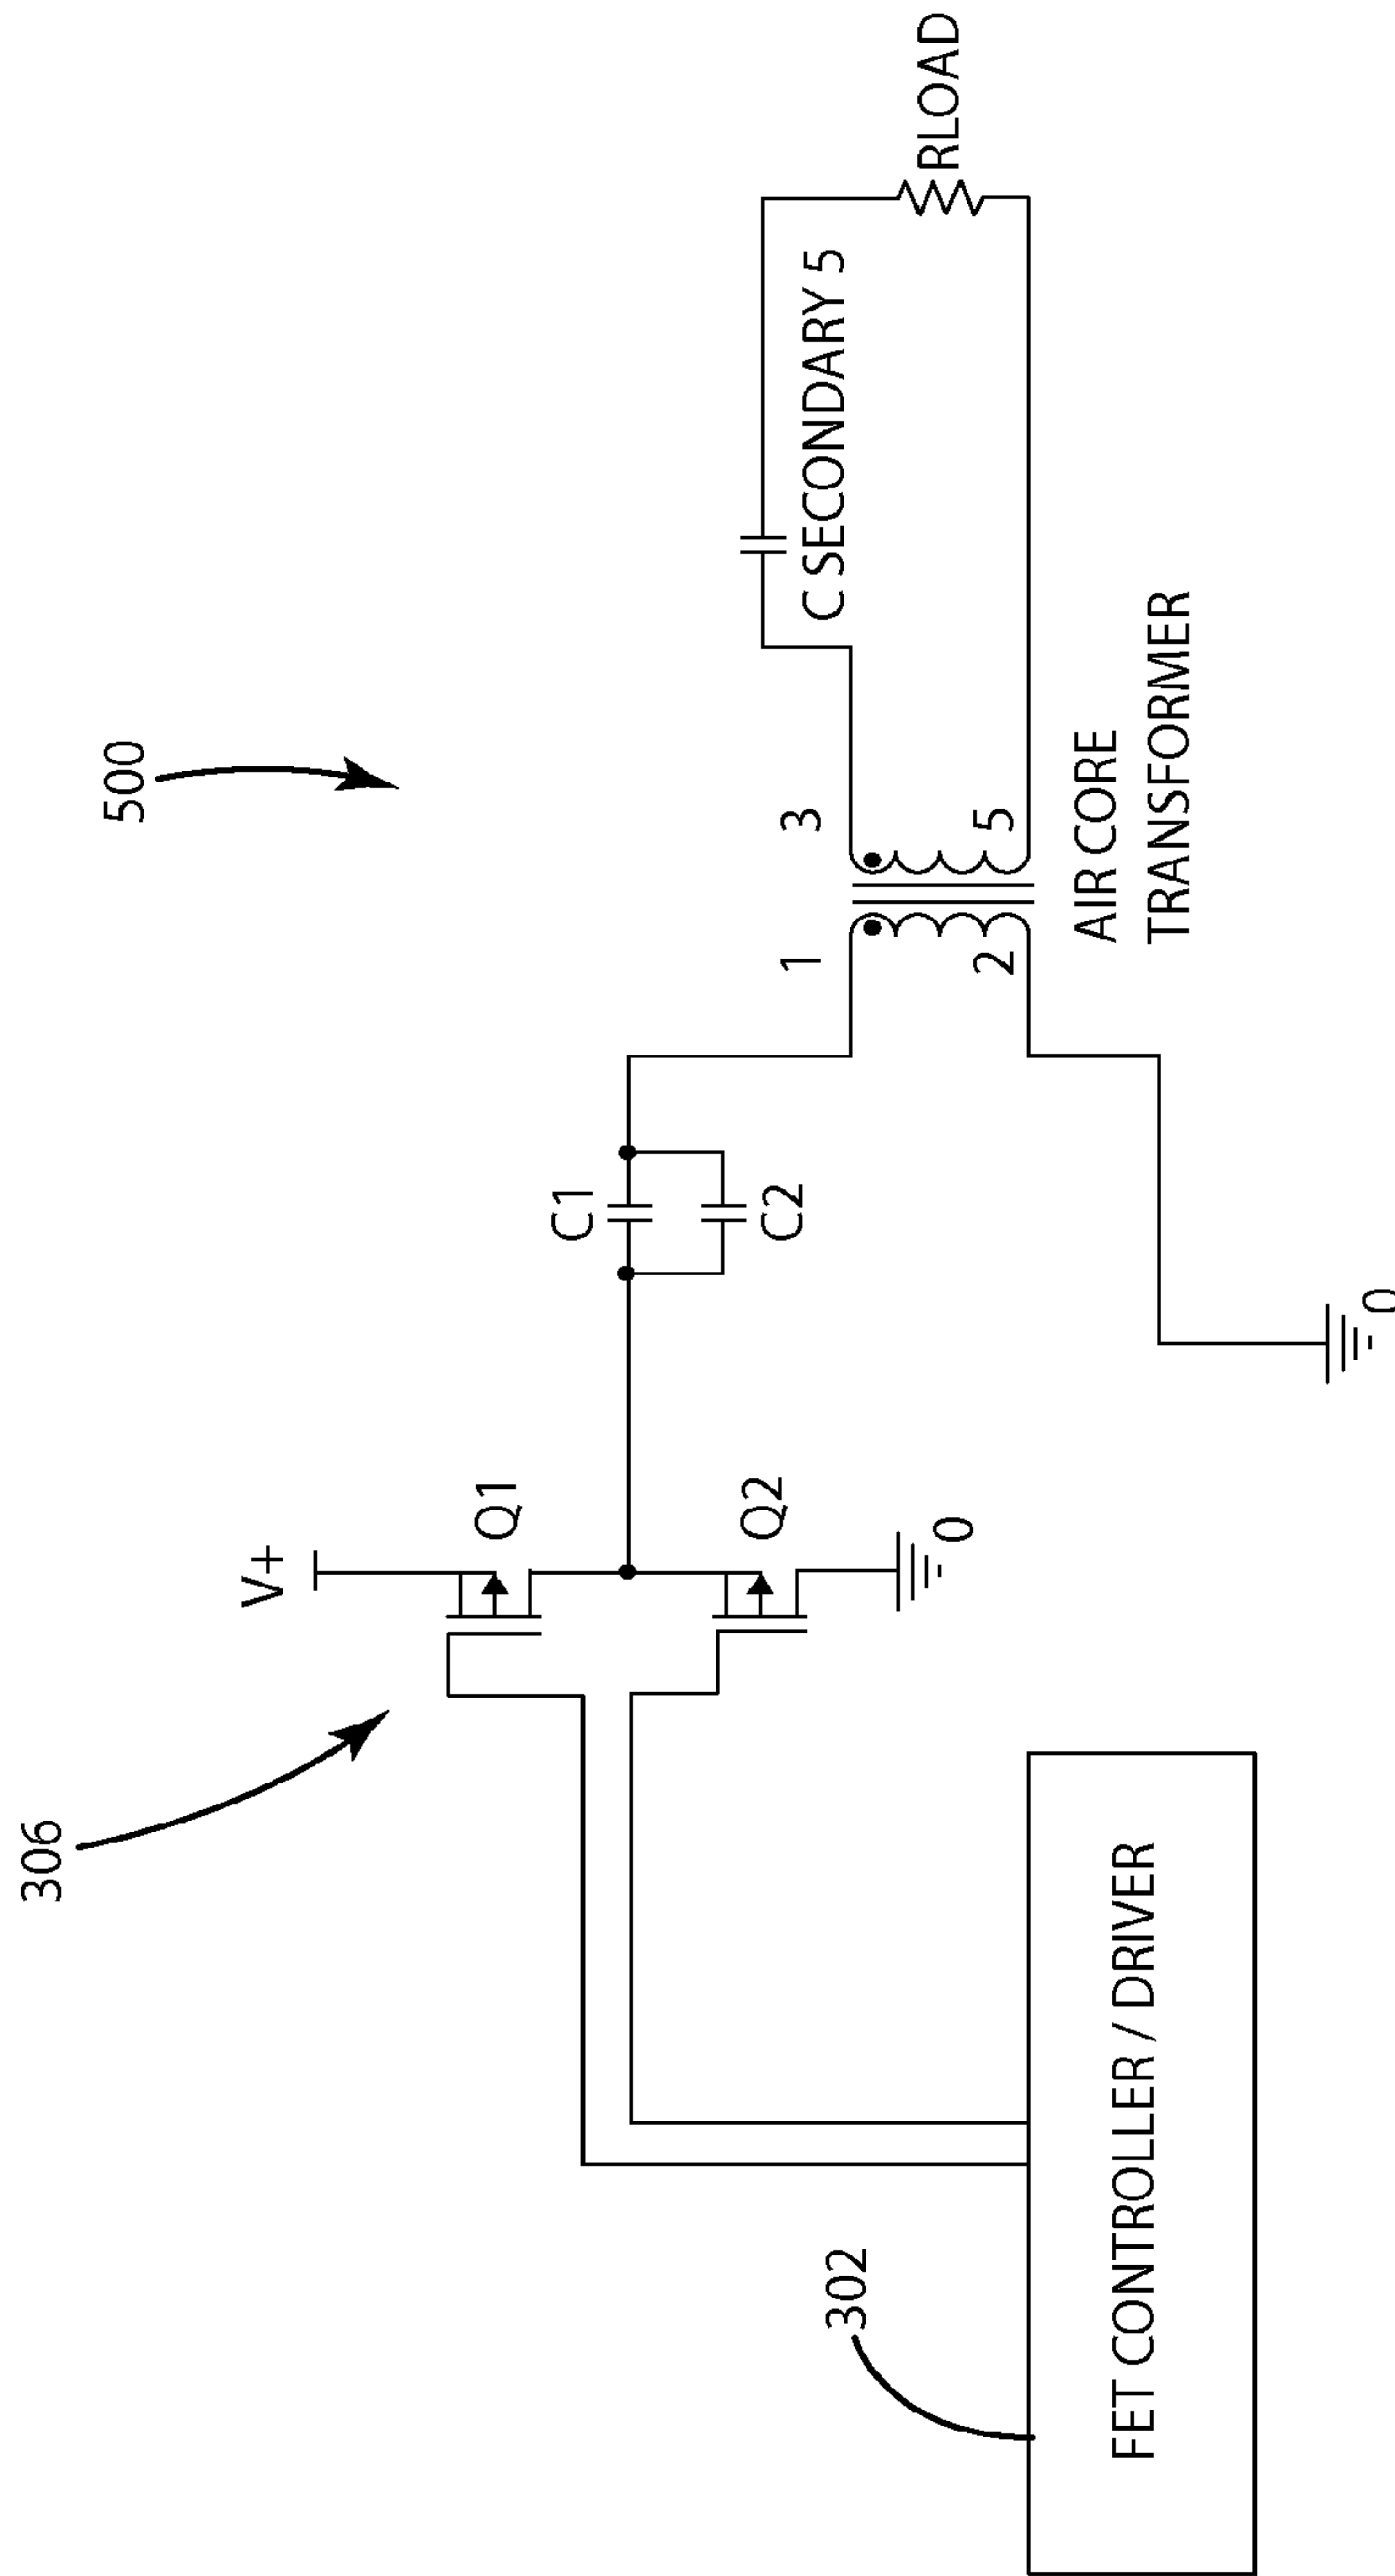 500
306
V+
Q1
Q2
0
C1
C2
1
3
2
5
C SECONDARY 5
RLOAD
AIR CORE
TRANSFORMER
0
302
FET CONTROLLER / DRIVER